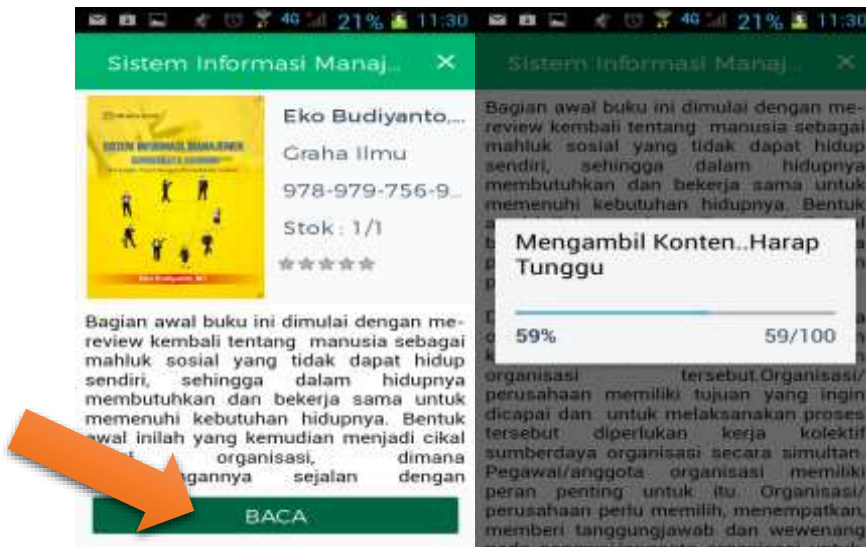 4G 21% 11:30
Sistem Informasi Manaj... ×
Eko Budiyanto,...
Graha Ilmu
978-979-756-9...
Stok : 1/1
SISTEM INFORMASI MANAJEMEN
Bagian awal buku ini dimulai dengan me-
review kembali tentang manusia sebagai
mahluk sosial yang tidak dapat hidup
sendiri, sehingga dalam hidupnya
membutuhkan dan bekerja sama untuk
memenuhi kebutuhan hidupnya. Bentuk
awal inilah yang kemudian menjadi cikal
organisasi, dimana
sejalan dengan
BACA
4G 21% 11:30
Sistem Informasi Manaj... ×
Bagian awal buku ini dimulai dengan me-
review kembali tentang manusia sebagai
mahluk sosial yang tidak dapat hidup
sendiri, sehingga dalam hidupnya
membutuhkan dan bekerja sama untuk
memenuhi kebutuhan hidupnya. Bentuk
Mengambil Konten..Harap
Tunggu
59% 59/100
organisasi tersebut.Organisasi/
perusahaan memiliki tujuan yang ingin
dicapai dan untuk melaksanakan proses
tersebut diperlukan kerja kolektif
sumberdaya organisasi secara simultan.
Pegawai/anggota organisasi memiliki
peran penting untuk itu. Organisasi/
perusahaan perlu memilih, menempatkan,
memberi tanggungjawab dan wewenang